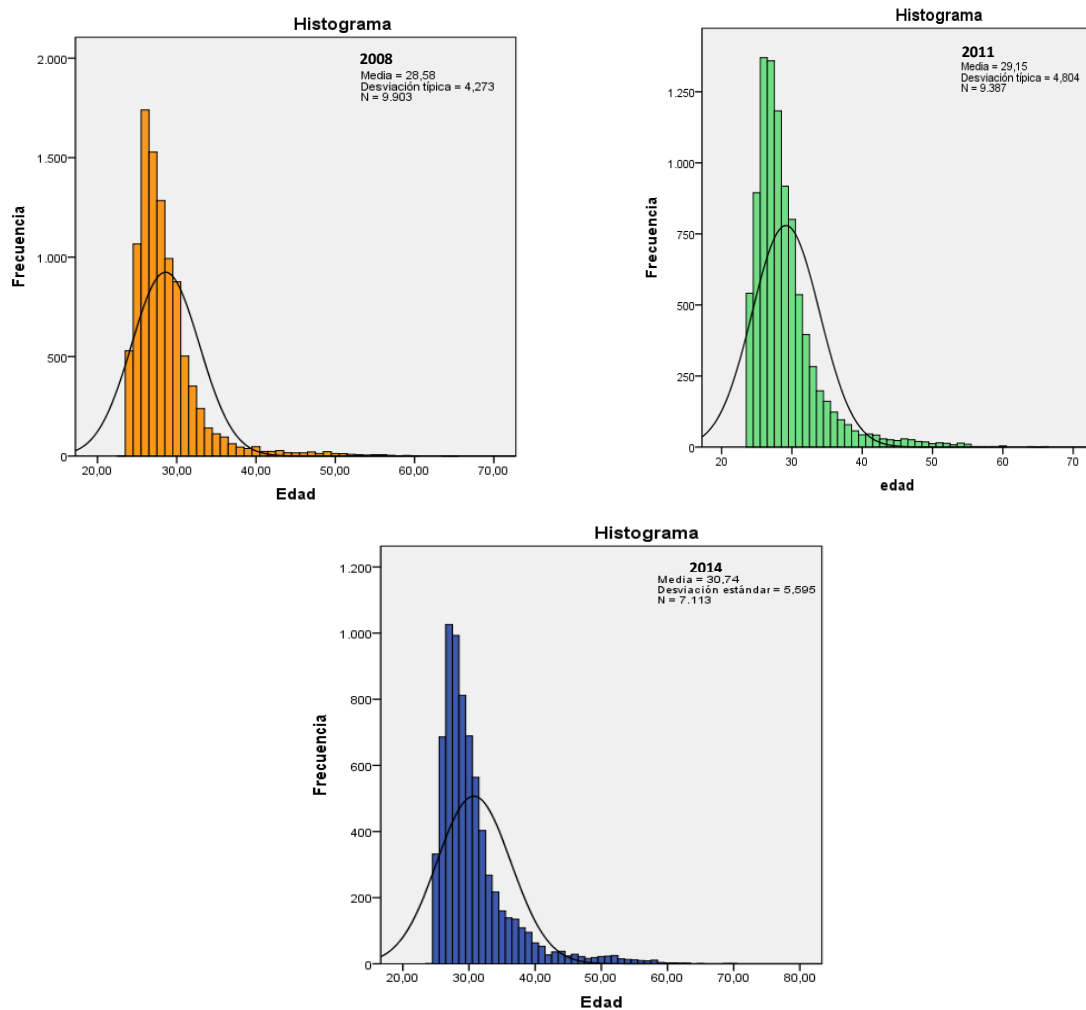 Histograma
2008
Media = 28,58
Desviación típica = 4,273
N = 9.903
2.000
1.500
1.000
500
0
Frecuencia
20,00 30,00 40,00 50,00 60,00 70,00
Edad
Histograma
2011
Media = 29,15
Desviación típica = 4,804
N = 9.387
1.250
1.000
750
500
250
0
Frecuencia
20 30 40 50 60 70
edad
Histograma
2014
Media = 30,74
Desviación estándar = 5,595
N = 7.113
1.200
1.000
800
600
400
200
0
Frecuencia
20,00 30,00 40,00 50,00 60,00 70,00 80,00
Edad